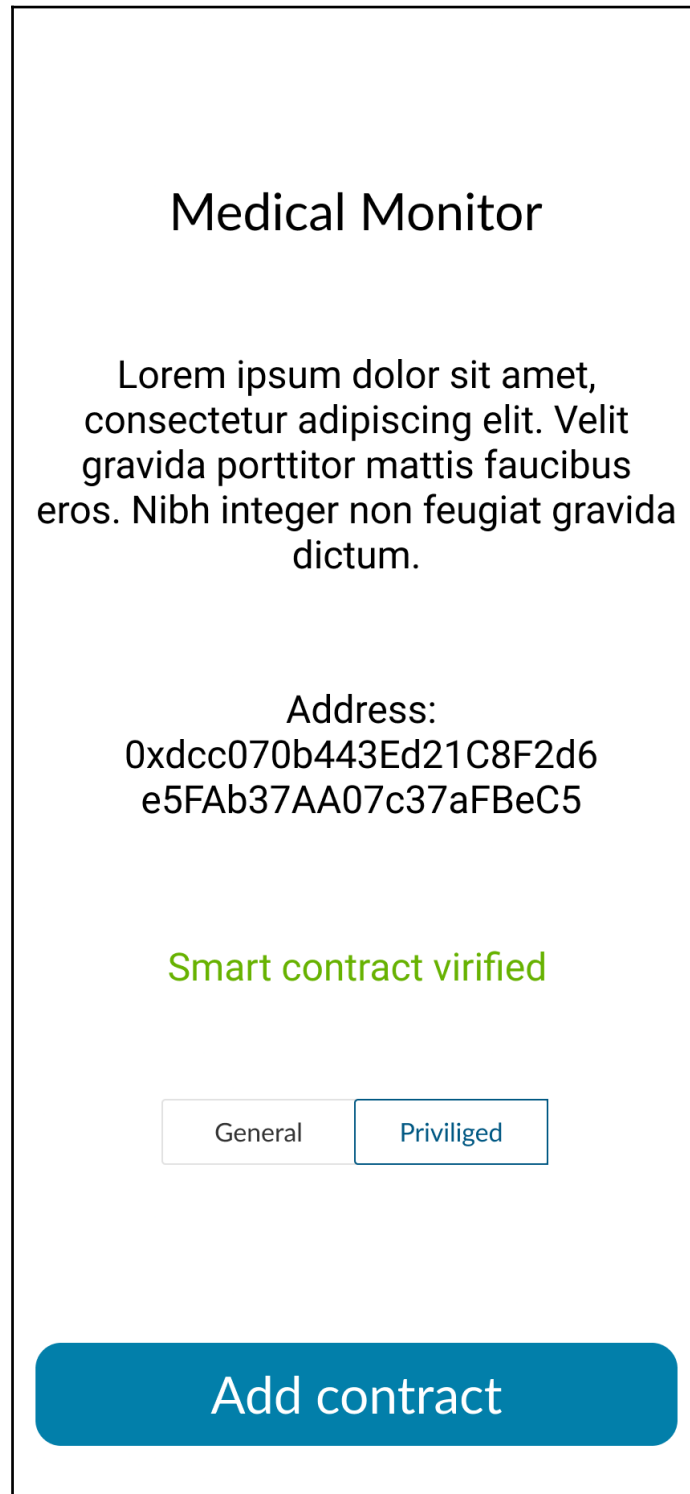 Medical Monitor
Lorem ipsum dolor sit amet,
consectetur adipiscing elit. Velit
gravida porttitor mattis faucibus
eros. Nibh integer non feugiat gravida
dictum.
Address:
0xdcc070b443Ed21C8F2d6
e5FAb37AA07c37aFBeC5
Smart contract virified
General
Priviliged
Add contract